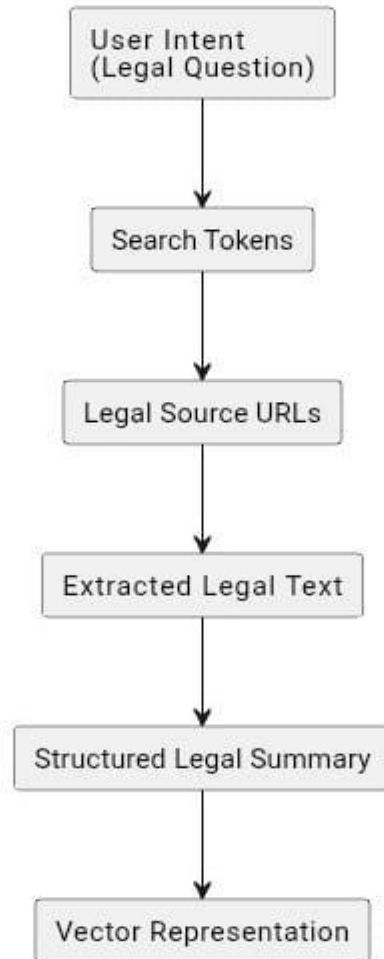 User Intent
(Legal Question)
Search Tokens
Legal Source URLs
Extracted Legal Text
Structured Legal Summary
Vector Representation